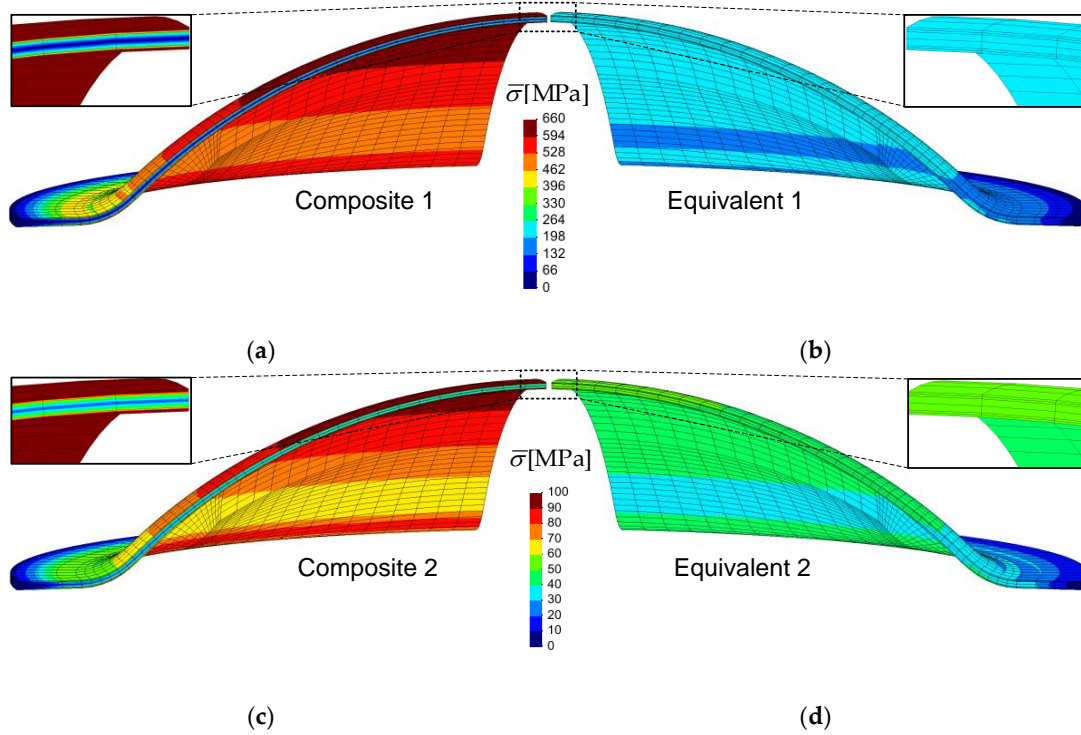 σ̅[MPa]
660
594
528
462
396
330
264
198
132
66
0
Composite 1
Equivalent 1
(a)
(b)
σ̅[MPa]
100
90
80
70
60
50
40
30
20
10
0
Composite 2
Equivalent 2
(c)
(d)